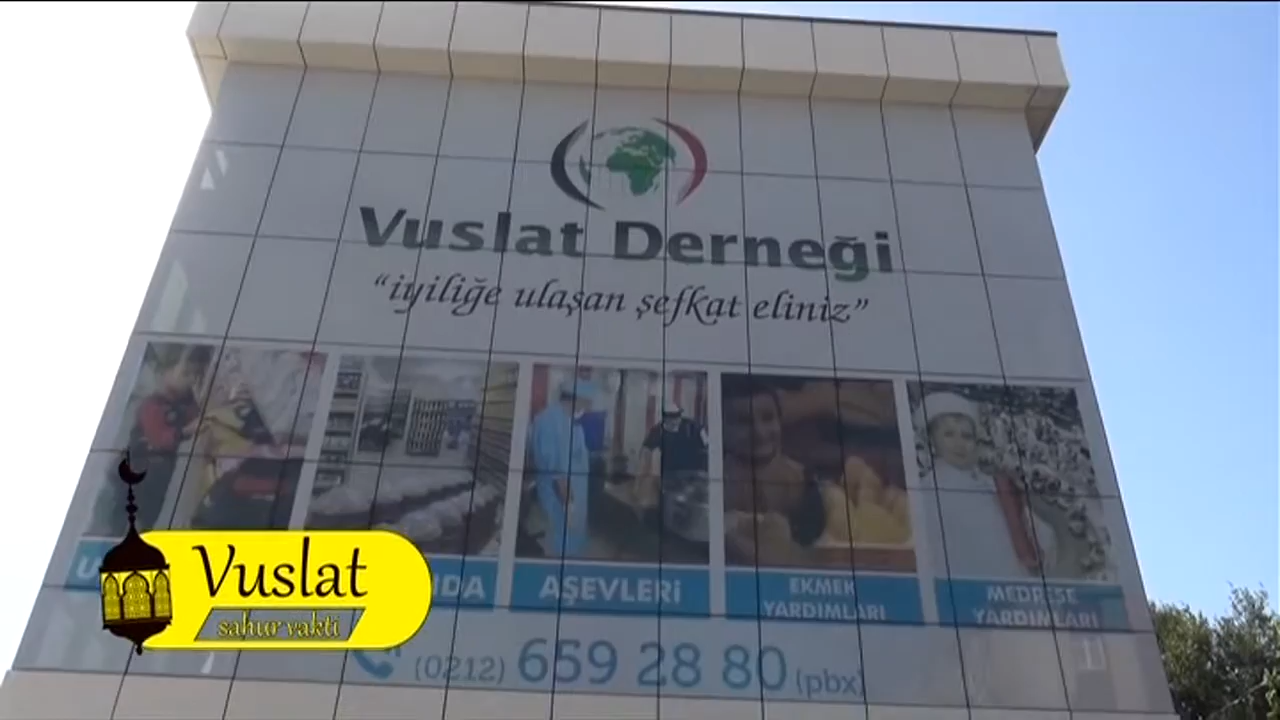 Vuslat Derneği
“iyiliğe ulaşan şefkat eliniz”
AŞEVLERİ
EKMEK
YARDIMLARI
MEDRESE
YARDIMLARI
Vuslat
sahur vakti
(0212) 659 28 80 (pbx)